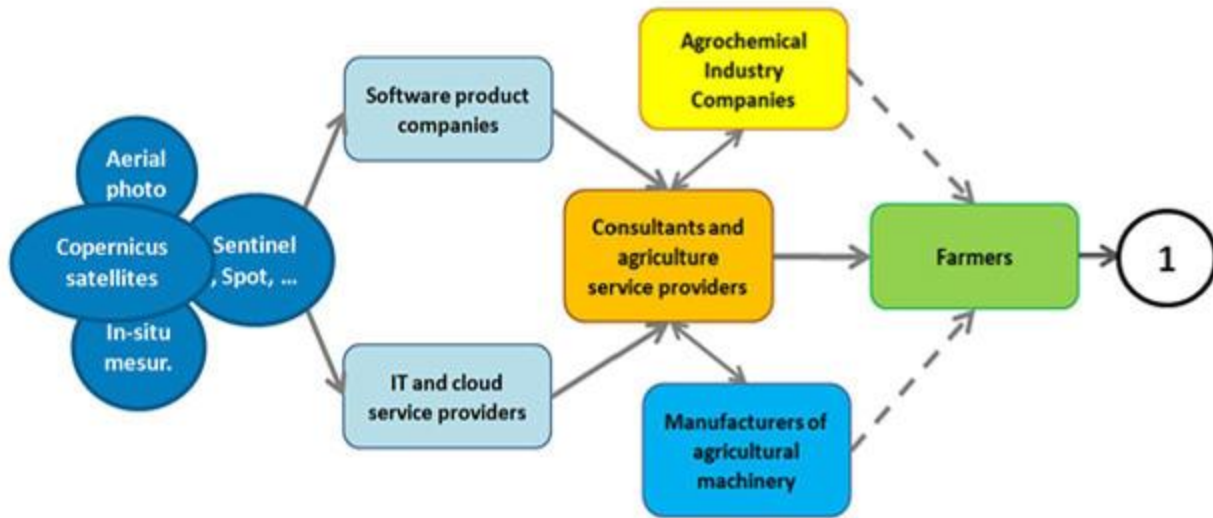 Aerial
photo
Copernicus
satellites
Sentinel
, Spot, ...
In-situ
mesur.
Software product
companies
IT and cloud
service providers
Agrochemical
Industry
Companies
Consultants and
agriculture
service providers
Manufacturers of
agricultural
machinery
Farmers
1